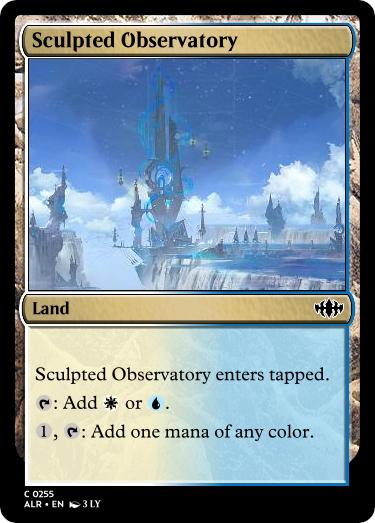 Sculpted Observatory
Land
Sculpted Observatory enters tapped.
: Add or .
1, : Add one mana of any color.
C 0255
ALR • EN 3 LY